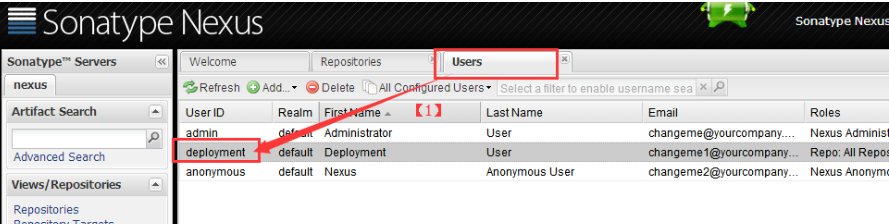 Sonatype Nexus
Sonatype Nexus
Sonatype™ Servers
nexus
Artifact Search
Advanced Search
Views/Repositories
Repositories
Repository Targets
Welcome
Repositories
Users
Refresh Add... Delete All Configured Users Select a filter to enable username sea
User ID Realm First Name 【1】 Last Name Email Roles
admin default Administrator User changeme@yourcompany.... Nexus Administ
deployment default Deployment User changeme1@yourcompany.... Repo: All Repos
anonymous default Nexus Anonymous User changeme2@yourcompany.... Nexus Anonymo